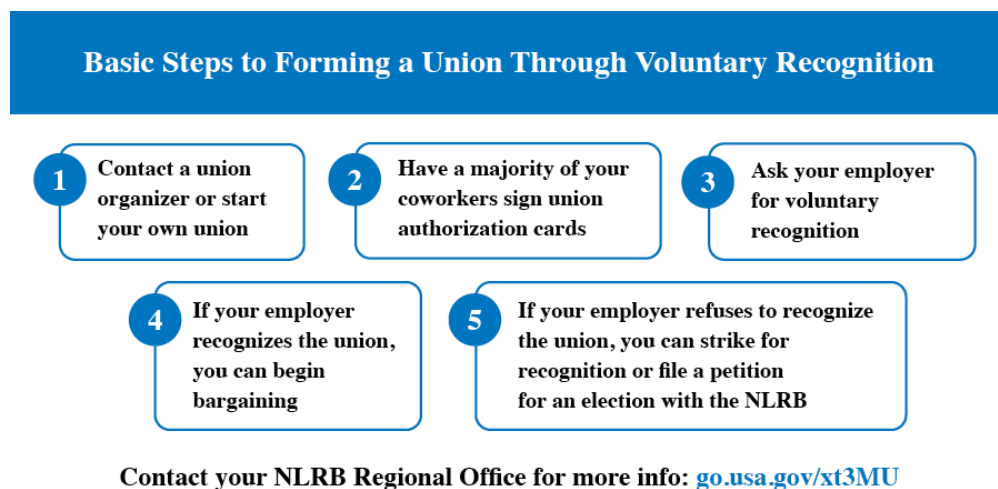 Basic Steps to Forming a Union Through Voluntary Recognition
1
Contact a union
organizer or start
your own union
2
Have a majority of your
coworkers sign union
authorization cards
3
Ask your employer
for voluntary
recognition
4
If your employer
recognizes the union,
you can begin
bargaining
5
If your employer refuses to recognize
the union, you can strike for
recognition or file a petition
for an election with the NLRB
Contact your NLRB Regional Office for more info: go.usa.gov/xt3MU